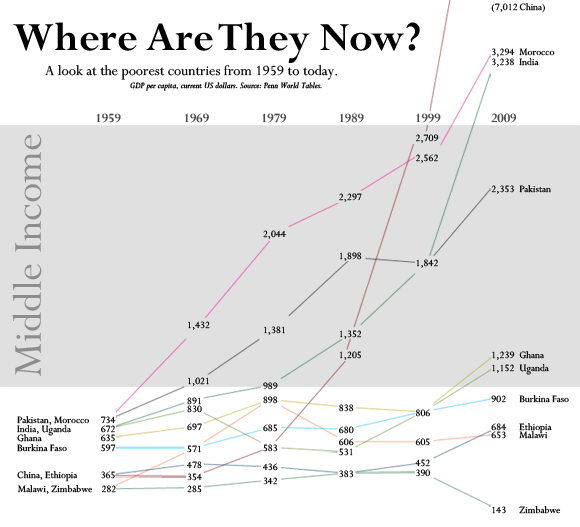 (7,012 China)
Where Are They Now?
A look at the poorest countries from 1959 to today.
GDP per capita, current US dollars. Source: Penn World Tables.
3,294 Morocco
3,238 India
1959 1969 1979 1989 1999 2009
Middle Income
2,709
2,562
2,297
2,353 Pakistan
2,044
1,898
1,842
1,432
1,381
1,352
1,205
1,239 Ghana
1,152 Uganda
1,021
989
891
898
902 Burkina Faso
830
838
806
Pakistan, Morocco 734
India, Uganda 672
697
685
680
684 Ethiopia
Ghana 635
653 Malawi
606
605
Burkina Faso 597
571
583
531
478
436
452
China, Ethiopia 365
354
383
390
342
Malawi, Zimbabwe 282
285
143 Zimbabwe